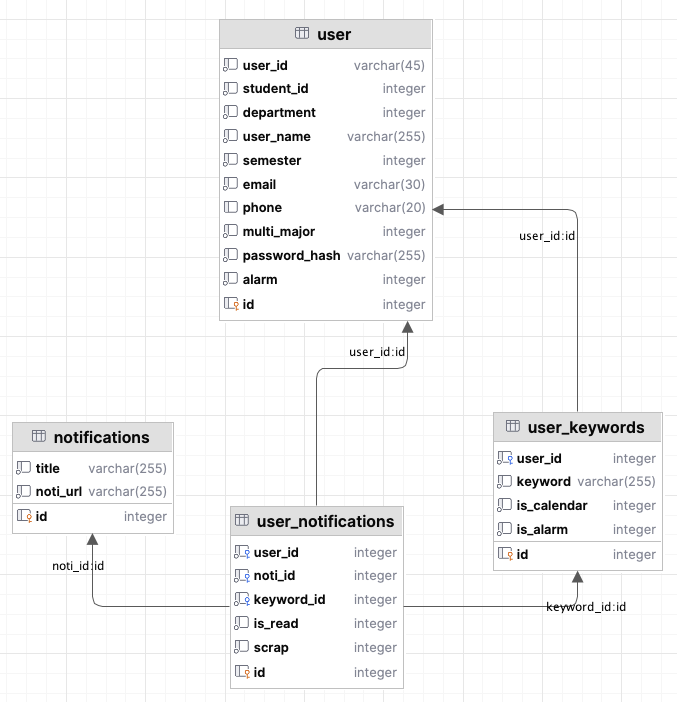 user
user_id varchar(45)
student_id integer
department integer
user_name varchar(255)
semester integer
email varchar(30)
phone varchar(20)
multi_major integer
password_hash varchar(255)
alarm integer
id integer
user_id:id
user_id:id
notifications
title varchar(255)
noti_url varchar(255)
id integer
user_keywords
user_id integer
keyword varchar(255)
is_calendar integer
is_alarm integer
id integer
user_notifications
user_id integer
noti_id integer
keyword_id integer
is_read integer
scrap integer
id integer
noti_id:id
keyword_id:id